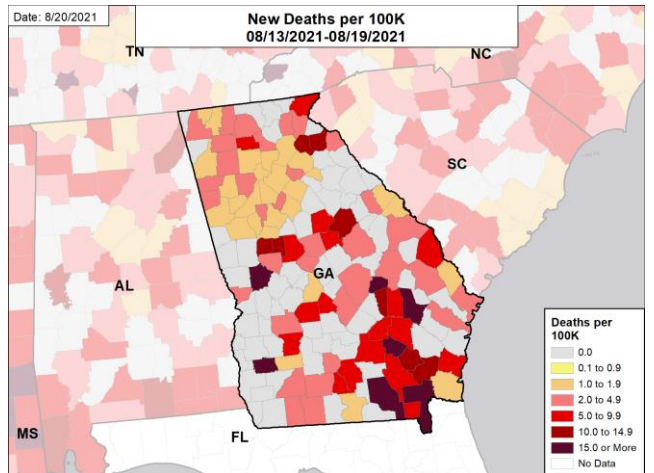 Date: 8/20/2021
New Deaths per 100K
08/13/2021-08/19/2021
TN
NC
SC
AL
GA
MS
FL
Deaths per
100K
0.0
0.1 to 0.9
1.0 to 1.9
2.0 to 4.9
5.0 to 9.9
10.0 to 14.9
15.0 or More
No Data